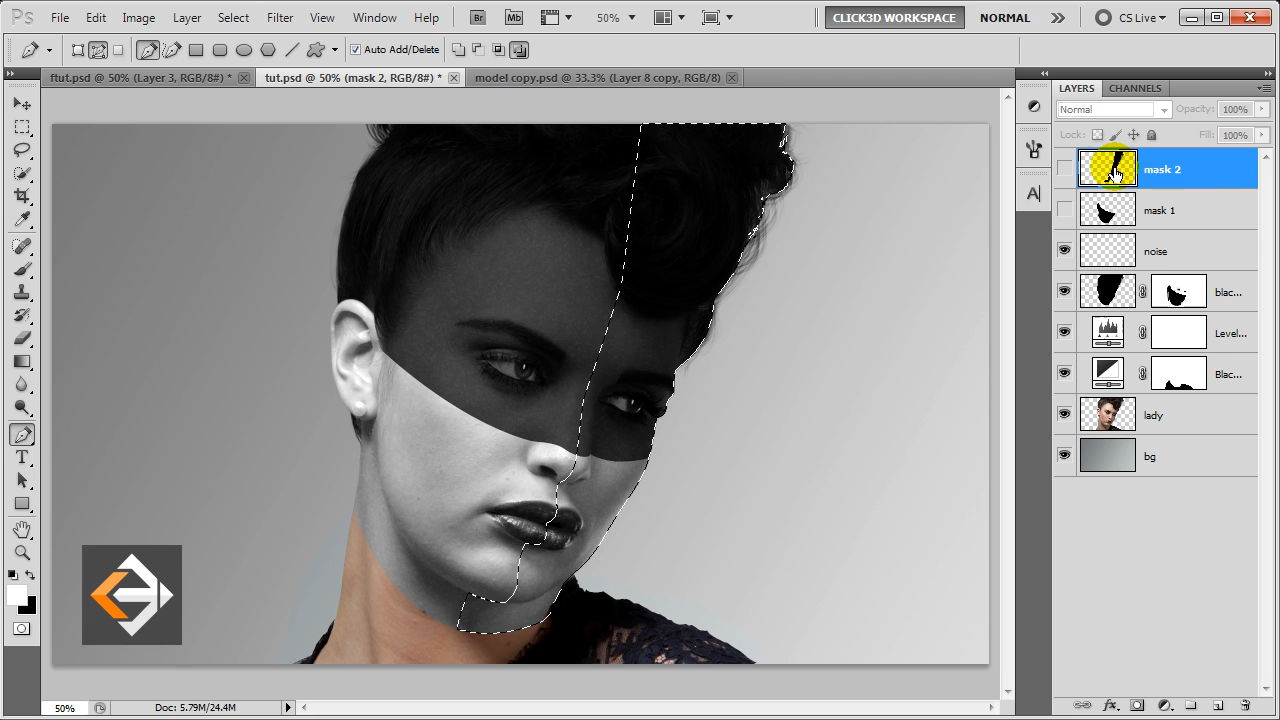 Ps File Edit Image Layer Select Filter View Window Help Br Mb 50% CLICK3D WORKSPACE NORMAL CS Live
Auto Add/Delete
ftut.psd @ 50% (Layer 3, RGB/8#) * tut.psd @ 50% (mask 2, RGB/8#) * model copy.psd @ 33.3% (Layer 8 copy, RGB/8)
LAYERS CHANNELS
Normal Opacity: 100%
Lock: Fill: 100%
mask 2
A
mask 1
noise
blac...
Level...
Blac...
lady
bg
T
50% Doc: 5.79M/24.4M
fx